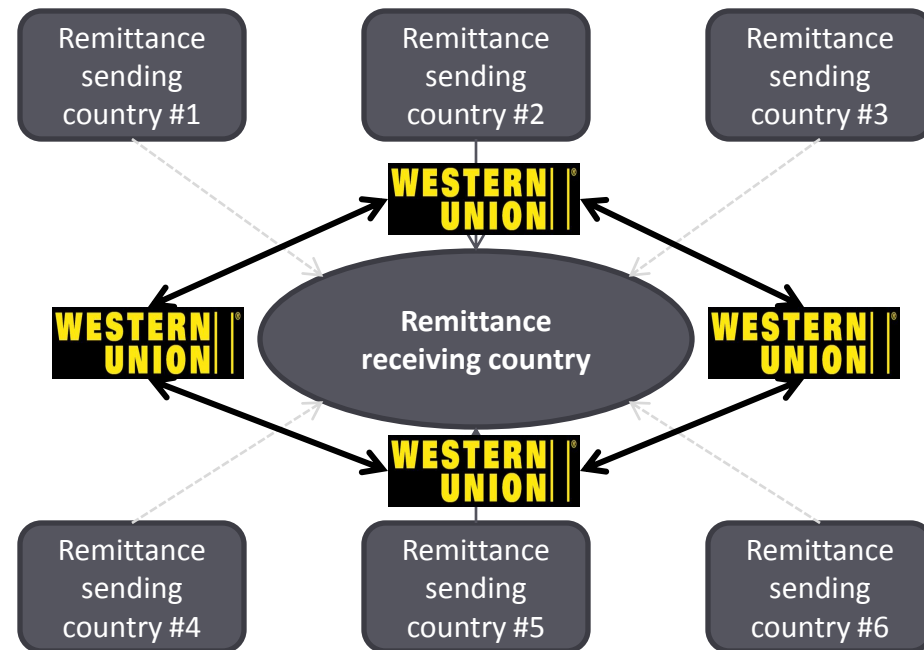 Remittance
sending
country #1
Remittance
sending
country #2
Remittance
sending
country #3
WESTERN
UNION ®
WESTERN
UNION ®
Remittance
receiving country
WESTERN
UNION ®
WESTERN
UNION ®
Remittance
sending
country #4
Remittance
sending
country #5
Remittance
sending
country #6